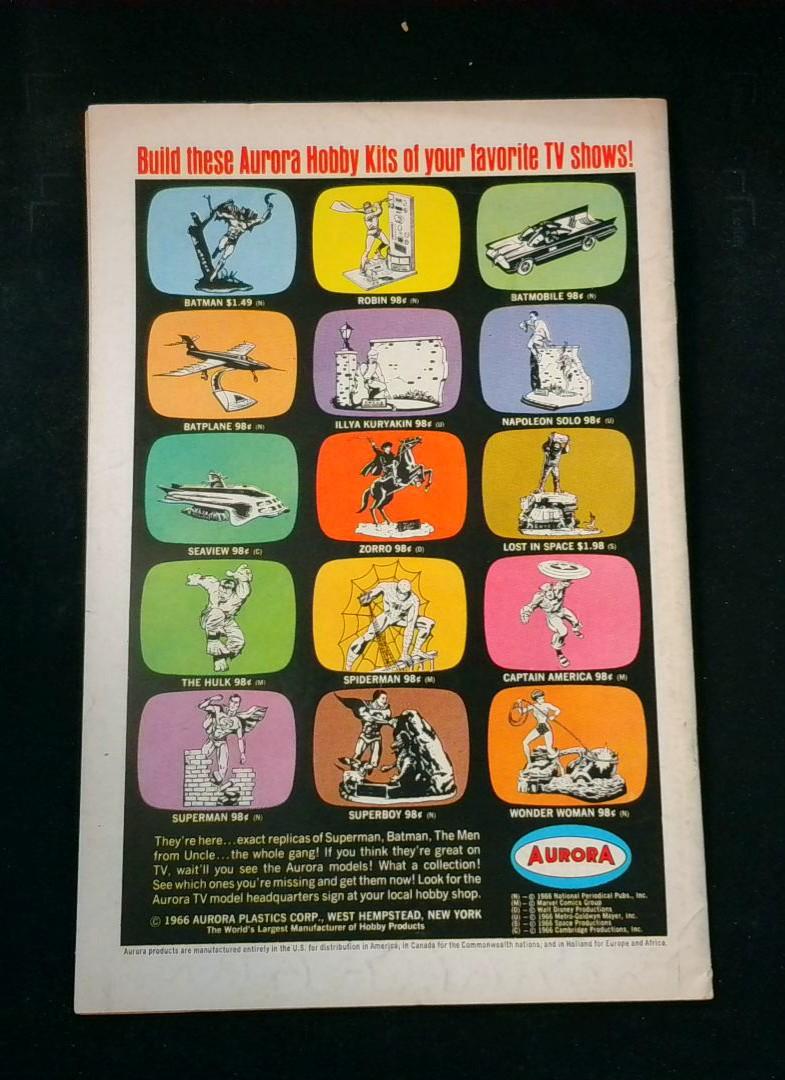 Build these Aurora Hobby Kits of your favorite TV shows!
BATMAN $1.49 (N)
ROBIN 98¢ (N)
BATMOBILE 98¢ (N)
BATPLANE 98¢ (N)
ILLYA KURYAKIN 98¢ (U)
NAPOLEON SOLO 98¢ (U)
SEAVIEW 98¢ (C)
ZORRO 98¢ (D)
LOST IN SPACE $1.98 (S)
THE HULK 98¢ (M)
SPIDERMAN 98¢ (M)
CAPTAIN AMERICA 98¢ (M)
SUPERMAN 98¢ (N)
SUPERBOY 98¢ (N)
WONDER WOMAN 98¢ (N)
They're here...exact replicas of Superman, Batman, The Men
from Uncle...the whole gang! If you think they're great on
TV, wait'll you see the Aurora models! What a collection!
See which ones you're missing and get them now! Look for the
Aurora TV model headquarters sign at your local hobby shop.
© 1966 AURORA PLASTICS CORP., WEST HEMPSTEAD, NEW YORK
The World's Largest Manufacturer of Hobby Products
AURORA
(N) — © 1966 National Periodical Pubs., Inc.
(M) — © Marvel Comics Group
(D) — © Walt Disney Productions
(U) — © 1966 Metro-Goldwyn Mayer, Inc.
(S) — © 1966 Space Productions
(C) — © 1966 Cambridge Productions, Inc.
Aurora products are manufactured entirely in the U.S. for distribution in America; in Canada for the Commonwealth nations; and in Holland for Europe and Africa.